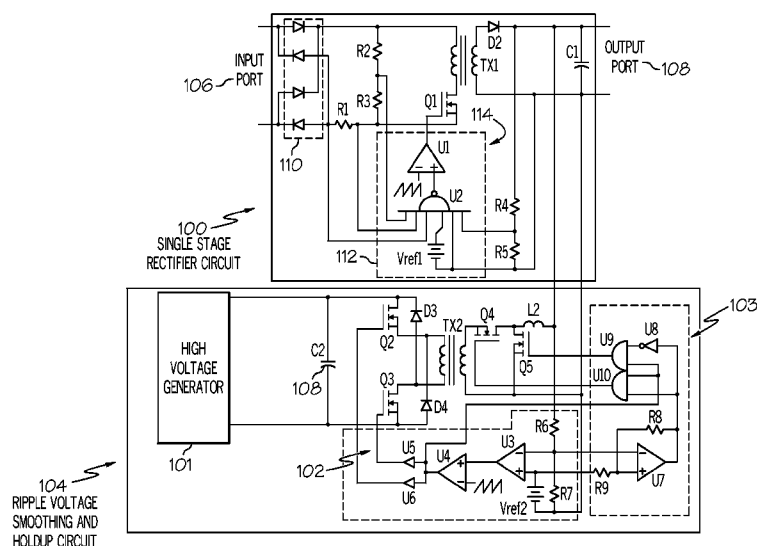 INPUT
PORT
106
110
R1
R2
R3
Q1
TX1
D2
C1
OUTPUT
PORT
108
114
U1
U2
Vref1
112
R4
R5
100
SINGLE STAGE
RECTIFIER CIRCUIT
103
HIGH
VOLTAGE
GENERATOR
101
C2
108
Q2
D3
Q3
D4
TX2
Q4
L2
Q5
U9
U8
U10
R6
R8
U5
U4
U3
U6
102
Vref2
R7
R9
U7
104
RIPPLE VOLTAGE
SMOOTHING AND
HOLDUP CIRCUIT